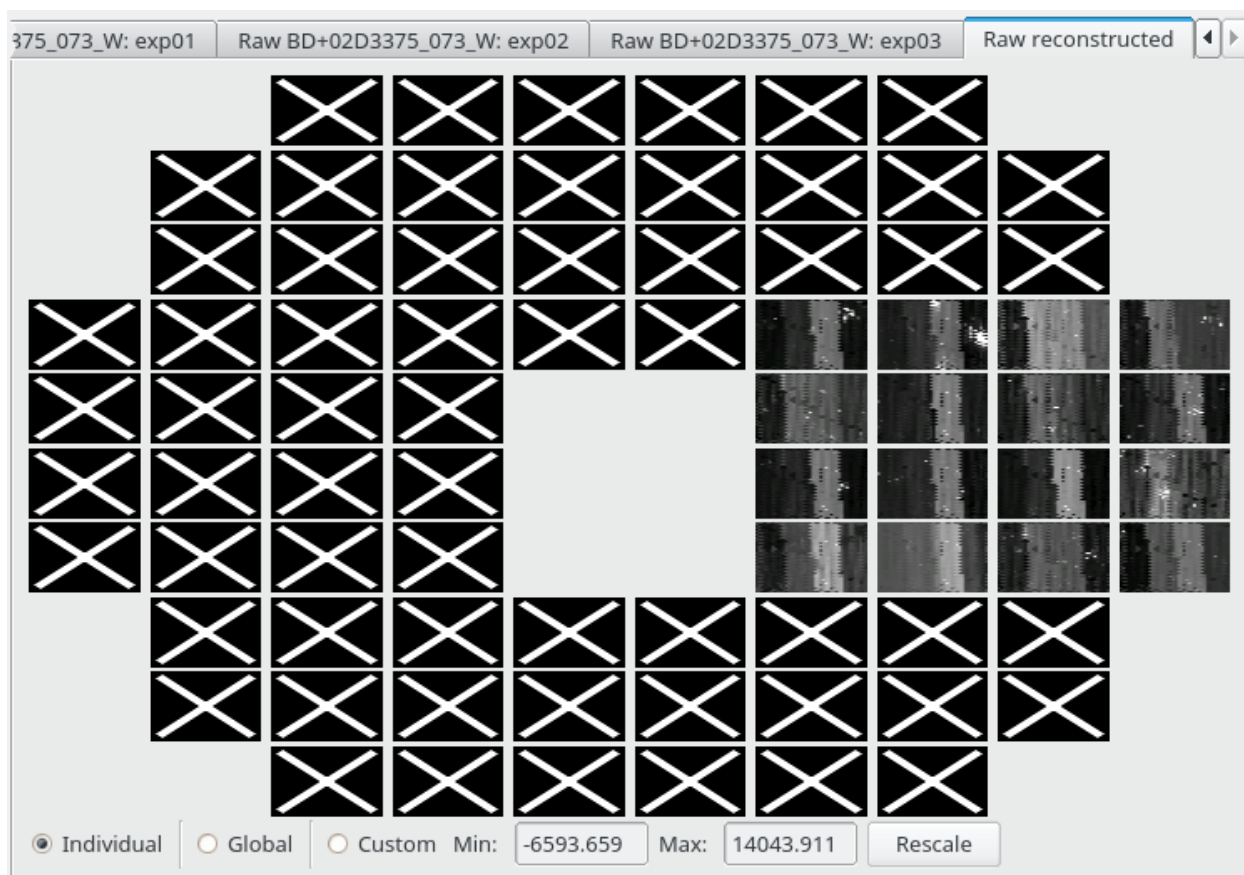 375_073_W: exp01 Raw BD+02D3375_073_W: exp02 Raw BD+02D3375_073_W: exp03 Raw reconstructed
Individual Global Custom Min: -6593.659 Max: 14043.911 Rescale